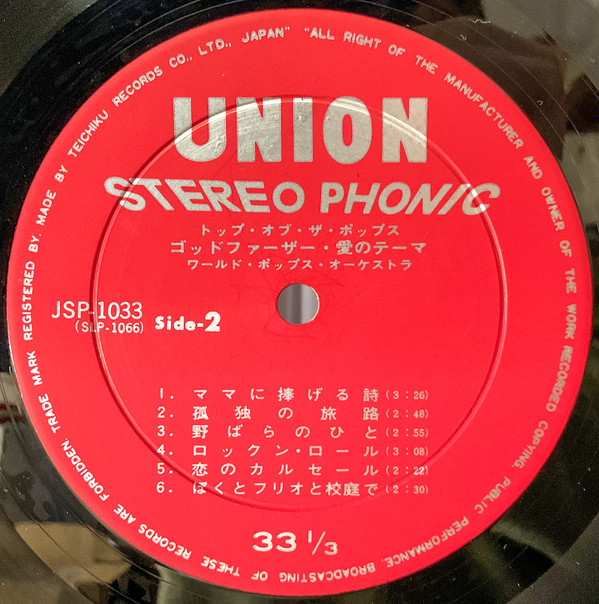 TRADE MARK REGISTERED BY. MADE BY TEICHIKU RECORDS CO., LTD., JAPAN" "ALL RIGHT OF THE MANUFACTURER AND OWNER OF THE WORK RECORDED COPYING, PUBLIC PERFORMANCE, BROADCASTING OF THESE RECORDS ARE FORBIDDEN.
UNION
STEREO PHONIC
トップ・オブ・ザ・ポップス
ゴッドファーザー・愛のテーマ
ワールド・ポップス・オーケストラ
JSP-1033
(SLP-1066) Side-2
1. ママに捧げる詩 (3:26)
2. 孤独の旅路 (2:48)
3. 野ばらのひと (2:55)
4. ロックン・ロール (3:08)
5. 恋のカルセール (2:22)
6. ぼくとフリオと校庭で (2:30)
33 1/3